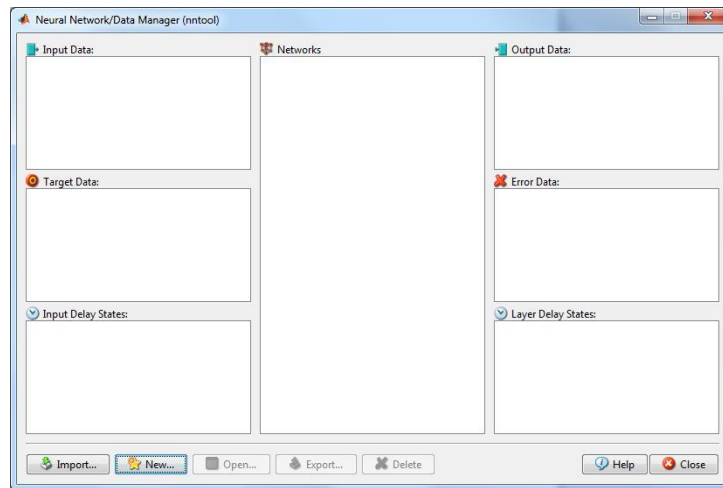 Neural Network/Data Manager (nntool)
Input Data:
Networks
Output Data:
Target Data:
Error Data:
Input Delay States:
Layer Delay States:
Import...
New...
Open...
Export...
Delete
Help
Close